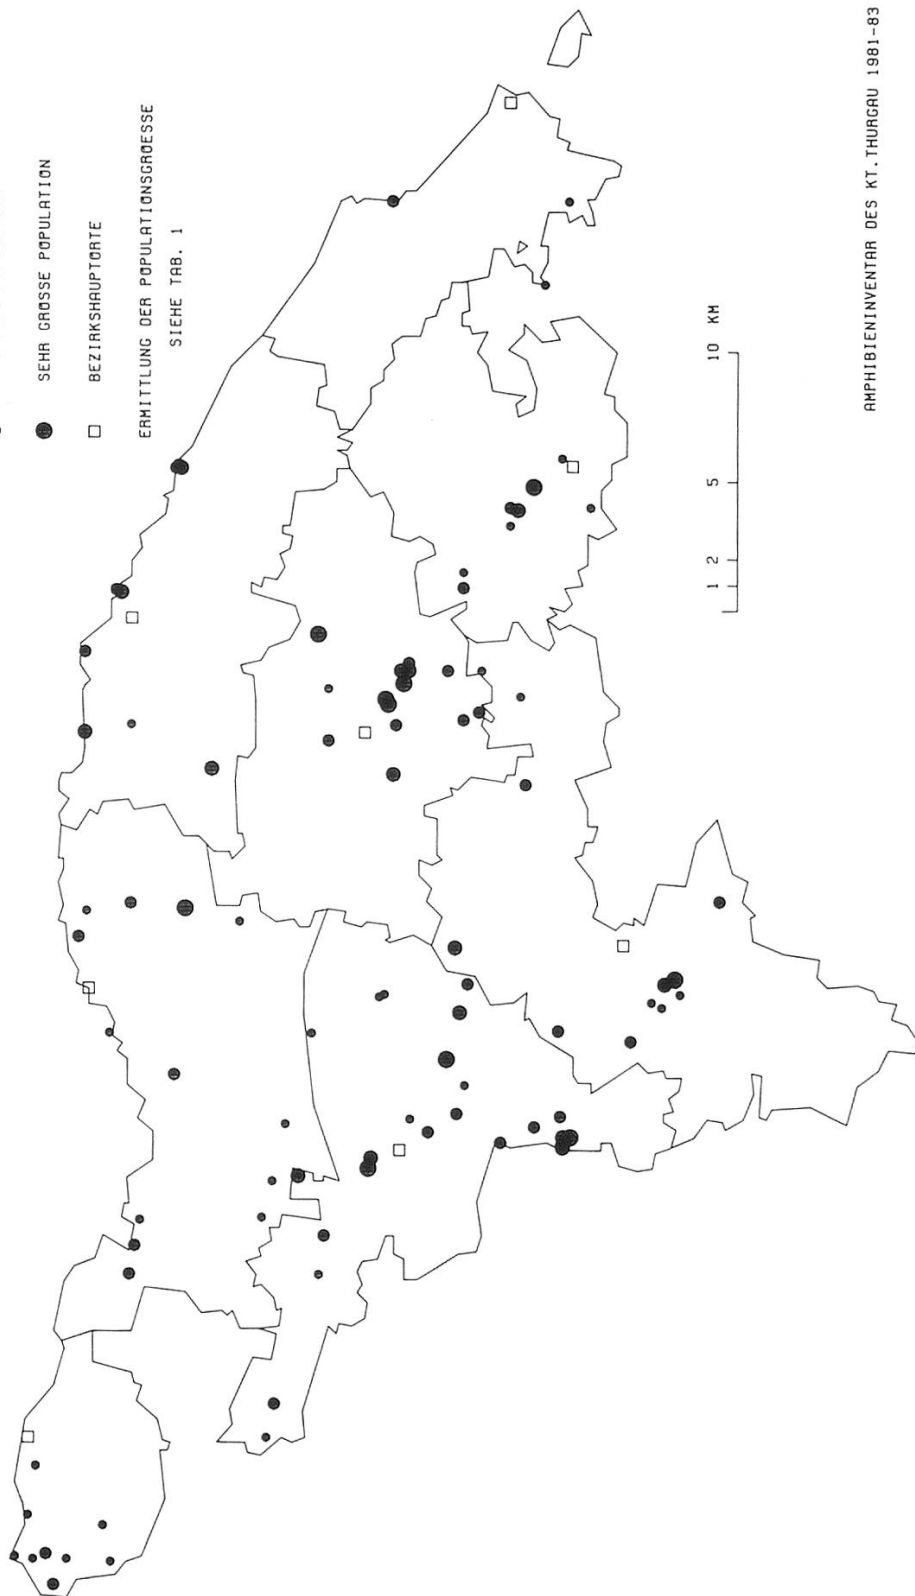 SEHR GROSSE POPULATION
BEZIRKSHAUPTORTE
ERMITTLUNG DER POPULATIONSGROESSE
SIEHE TAB. 1
1 2 5 10 KM
AMPHIBIENINVENTAR DES KT. THURGAU 1981-83